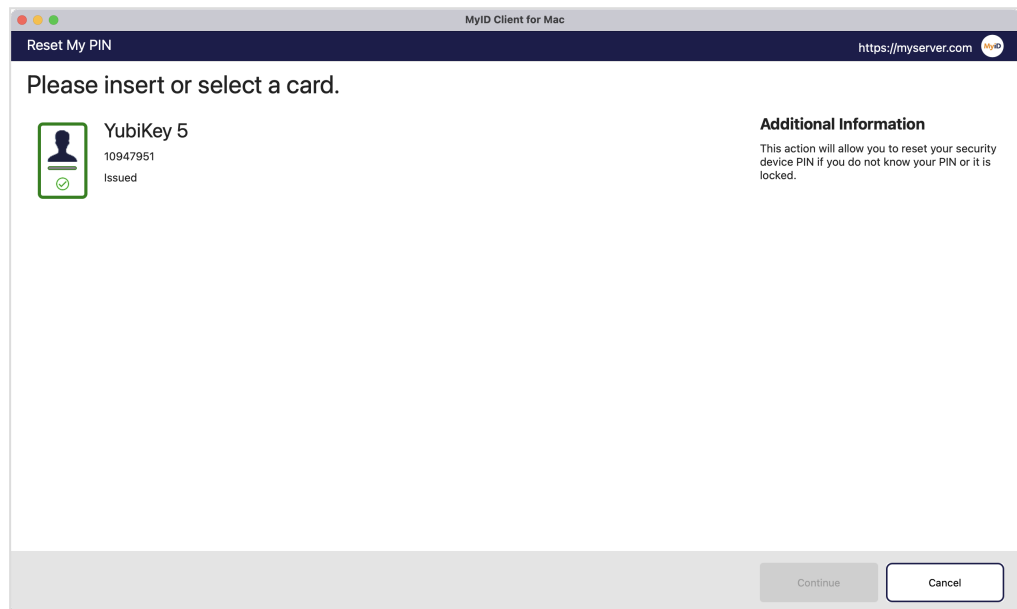 MyID Client for Mac
Reset My PIN
https://myserver.com
MyID
Please insert or select a card.
YubiKey 5
10947951
Issued
Additional Information
This action will allow you to reset your security
device PIN if you do not know your PIN or it is
locked.
Continue
Cancel